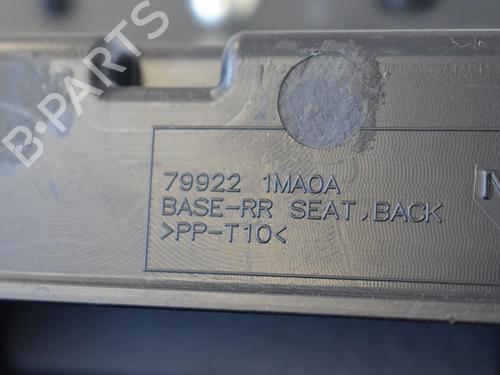 B-PARTS
79922 1MA0A
BASE-RR SEAT,BACK
>PP-T10<
N